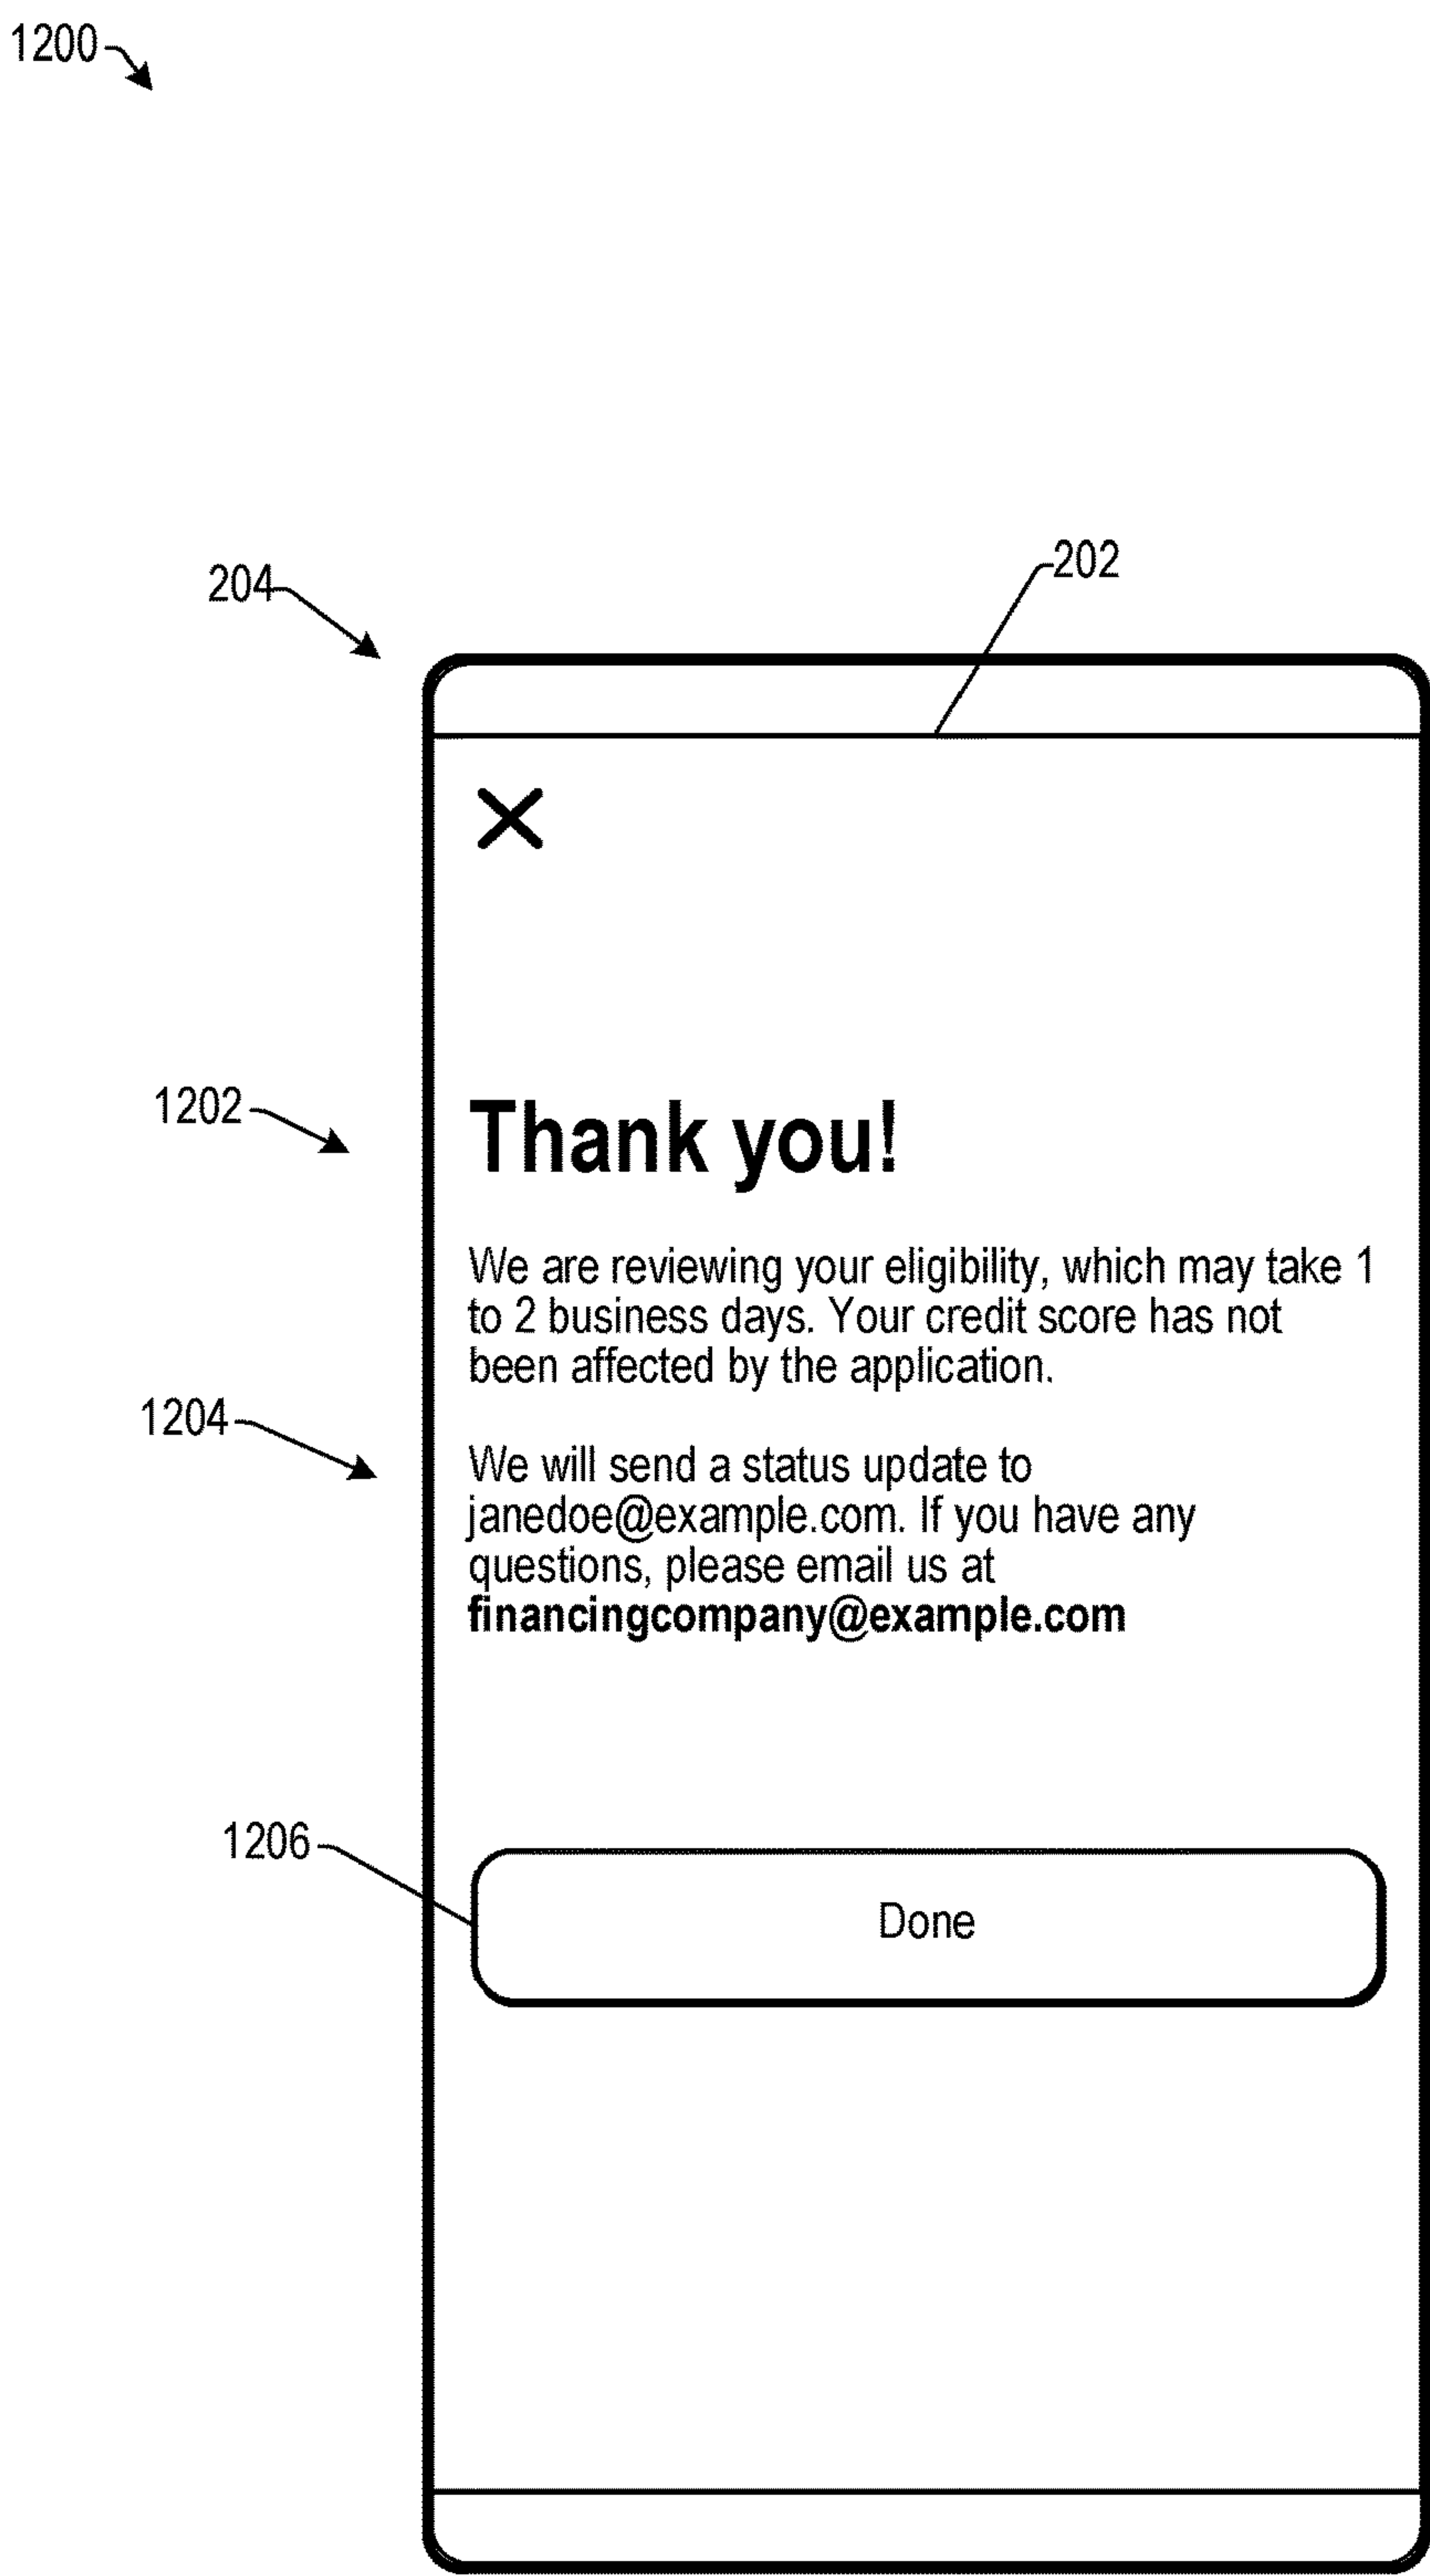 1200
204
202
1202
Thank you!
We are reviewing your eligibility, which may take 1
to 2 business days. Your credit score has not
been affected by the application.
1204
We will send a status update to
janedoe@example.com. If you have any
questions, please email us at
financingcompany@example.com
1206
Done